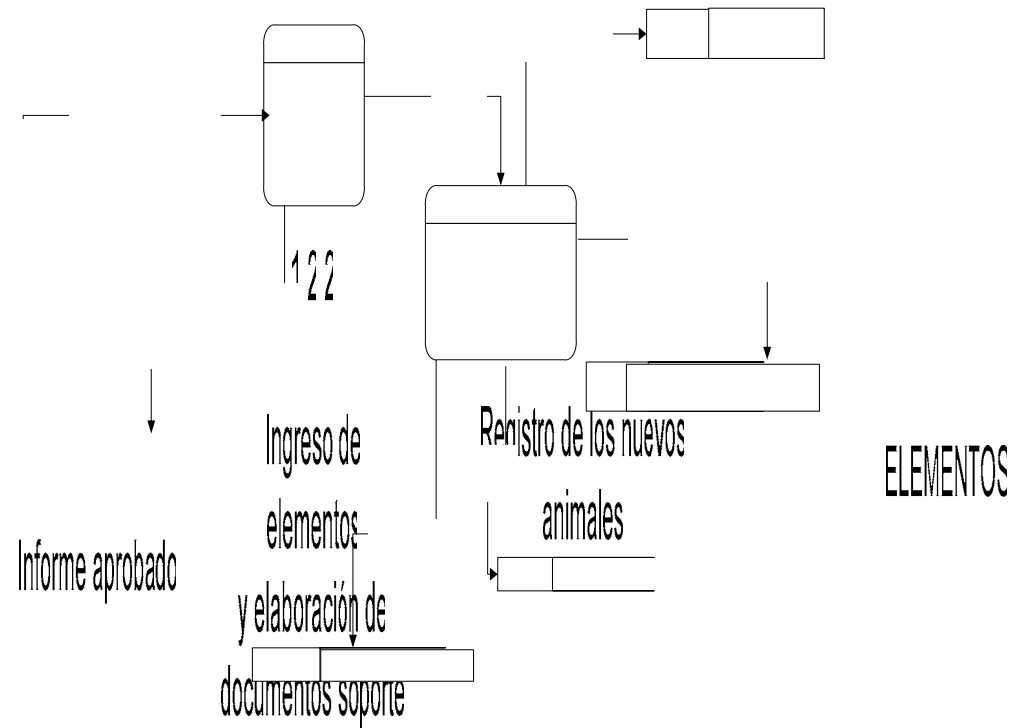 1 2 2
Ingreso de
elementos
y elaboración de
documentos soporte
Registro de los nuevos
animales
ELEMENTOS
Informe aprobado